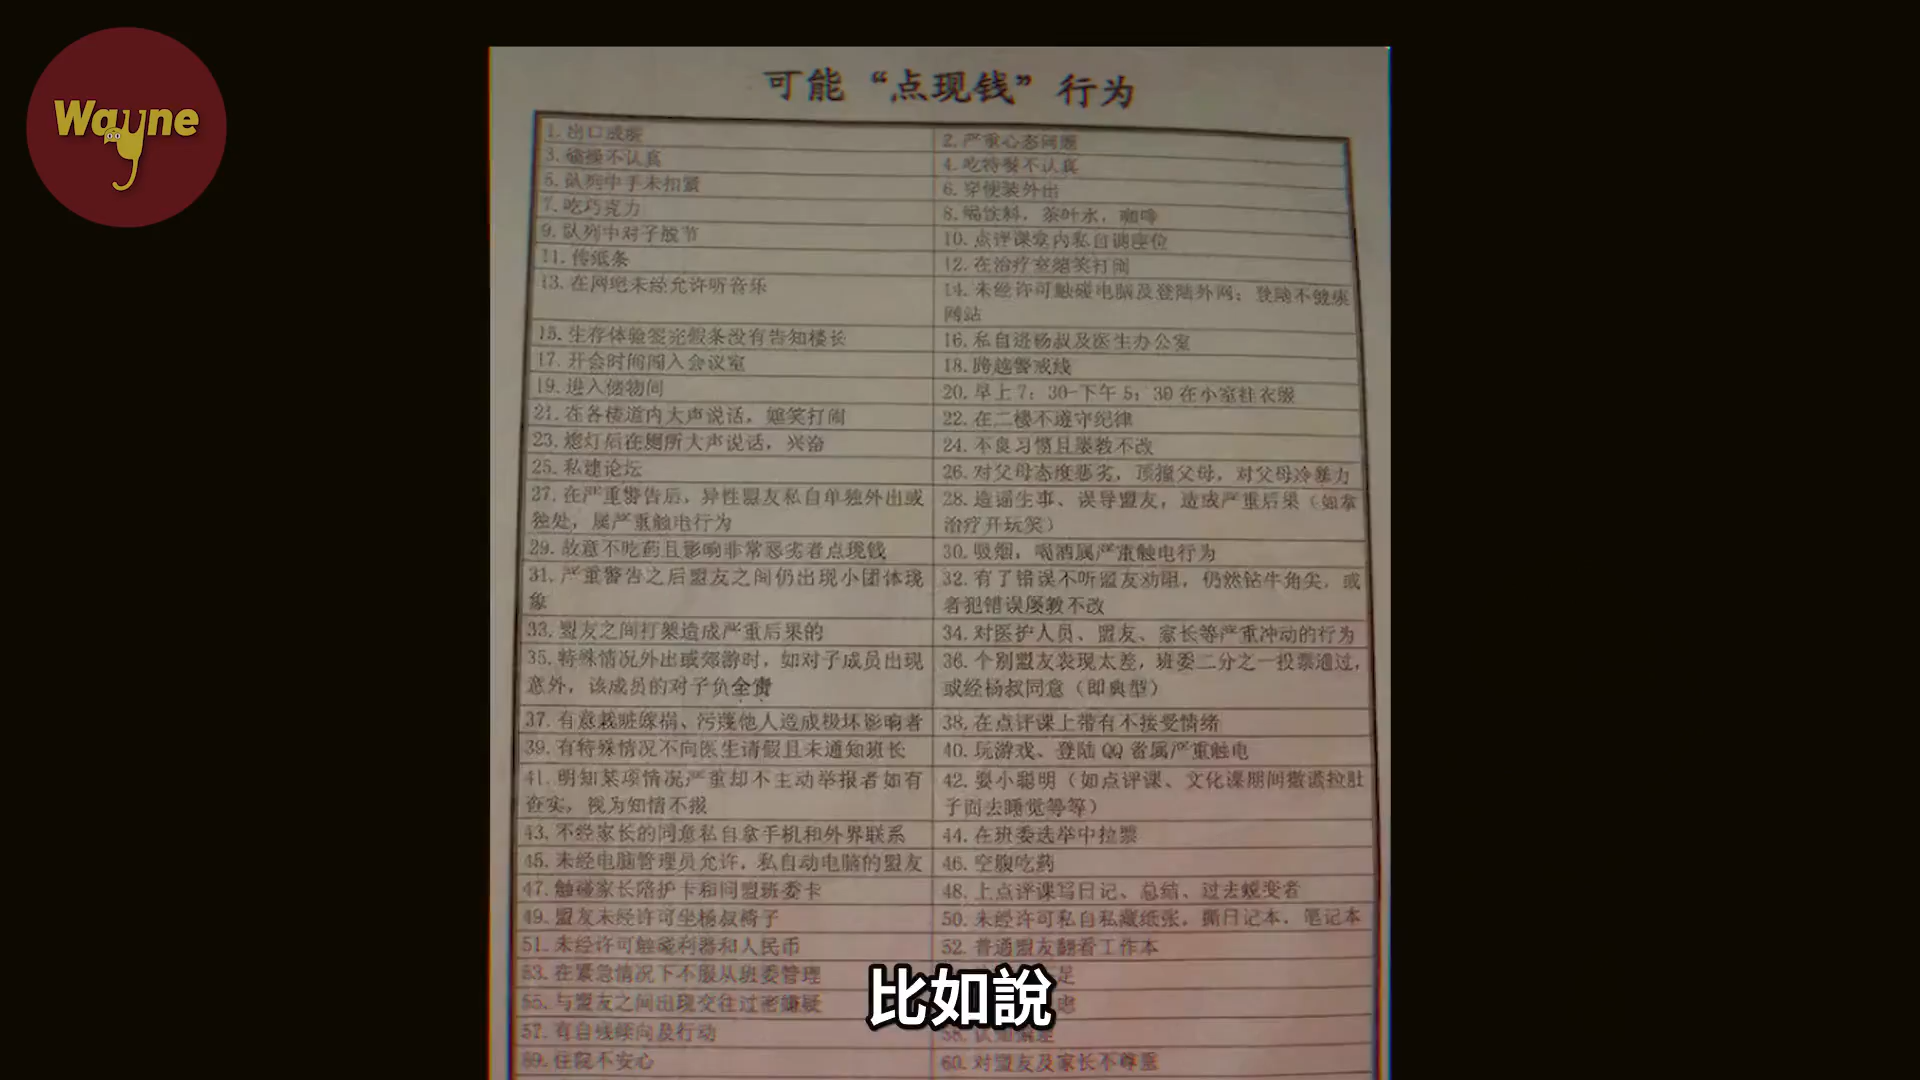 Wayne
可能“点现钱”行为
1. 出口成脏
2. 严重心态问题
3. 做操不认真
4. 吃特餐不认真
5. 队列中手未扣紧
6. 穿便装外出
7. 吃巧克力
8. 喝饮料，茶叶水，咖啡
9. 队列中对子脱节
10. 点评课堂内私自调座位
11. 传纸条
12. 在治疗室嬉笑打闹
13. 在网吧未经允许听音乐
14. 未经许可触碰电脑及登陆外网；登陆不健康
网站
15. 生存体验签完假条没有告知楼长
16. 私自进杨叔及医生办公室
17. 开会时间闯入会议室
18. 跨越警戒线
19. 进入储物间
20. 早上7：30-下午5：30在小室挂衣服
21. 在各楼道内大声说话，嬉笑打闹
22. 在二楼不遵守纪律
23. 熄灯后在厕所大声说话，兴奋
24. 不良习惯且屡教不改
25. 私建论坛
26. 对父母态度恶劣，顶撞父母，对父母冷暴力
27. 在严重警告后，异性盟友私自单独外出或
独处，属严重触电行为
28. 造谣生事、误导盟友，造成严重后果（如拿
治疗开玩笑）
29. 故意不吃药且影响非常恶劣者点现钱
30. 吸烟，喝酒属严重触电行为
31. 严重警告之后盟友之间仍出现小团体现
象
32. 有了错误不听盟友劝阻，仍然钻牛角尖，或
者犯错误屡教不改
33. 盟友之间打架造成严重后果的
34. 对医护人员、盟友、家长等严重冲动的行为
35. 特殊情况外出或郊游时，如对子成员出现
意外，该成员的对子负全责
36. 个别盟友表现太差，班委二分之一投票通过，
或经杨叔同意（即典型）
37. 有意栽赃嫁祸、污蔑他人造成极坏影响者
38. 在点评课上带有不接受情绪
39. 有特殊情况不向医生请假且未通知班长
40. 玩游戏、登陆QQ皆属严重触电
41. 明知某项情况严重却不主动举报者如有
证实，视为知情不报
42. 耍小聪明（如点评课、文化课期间撒谎拉肚
子而去睡觉等等）
43. 不经家长的同意私自拿手机和外界联系
44. 在班委选举中拉票
45. 未经电脑管理员允许，私自动电脑的盟友
46. 空腹吃药
47. 触碰家长陪护卡和同盟班委卡
48. 上点评课写日记、总结、过去蜕变者
49. 盟友未经许可坐杨叔椅子
50. 未经许可私自私藏纸张，撕日记本，笔记本
51. 未经许可触碰利器和人民币
52. 普通盟友翻看工作本
53. 在紧急情况下不服从班委管理
足
55. 与盟友之间出现交往过密嫌疑
57. 有自残倾向及行动
58. 认知偏差
59. 住院不安心
60. 对盟友及家长不尊重
比如說